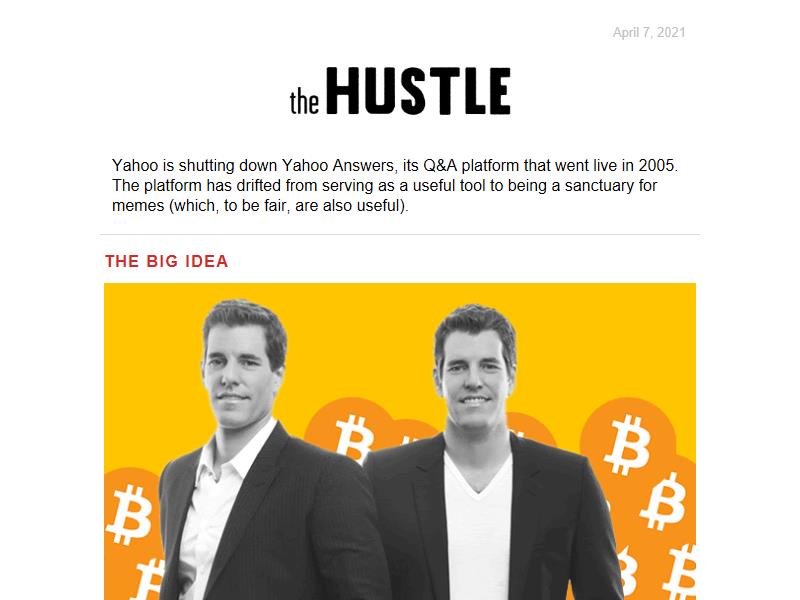 April 7, 2021
the HUSTLE
Yahoo is shutting down Yahoo Answers, its Q&A platform that went live in 2005.
The platform has drifted from serving as a useful tool to being a sanctuary for
memes (which, to be fair, are also useful).
THE BIG IDEA